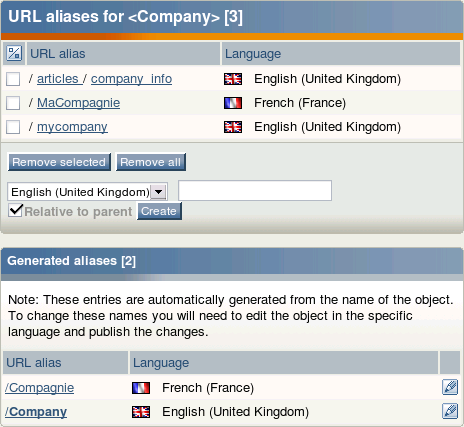 URL aliases for <Company> [3]
URL alias Language
/ articles / company_info English (United Kingdom)
/ MaCompagnie French (France)
/ mycompany English (United Kingdom)
Remove selected Remove all
English (United Kingdom)
Relative to parent Create
Generated aliases [2]
Note: These entries are automatically generated from the name of the object.
To change these names you will need to edit the object in the specific
language and publish the changes.
URL alias Language
/Compagnie French (France)
/Company English (United Kingdom)